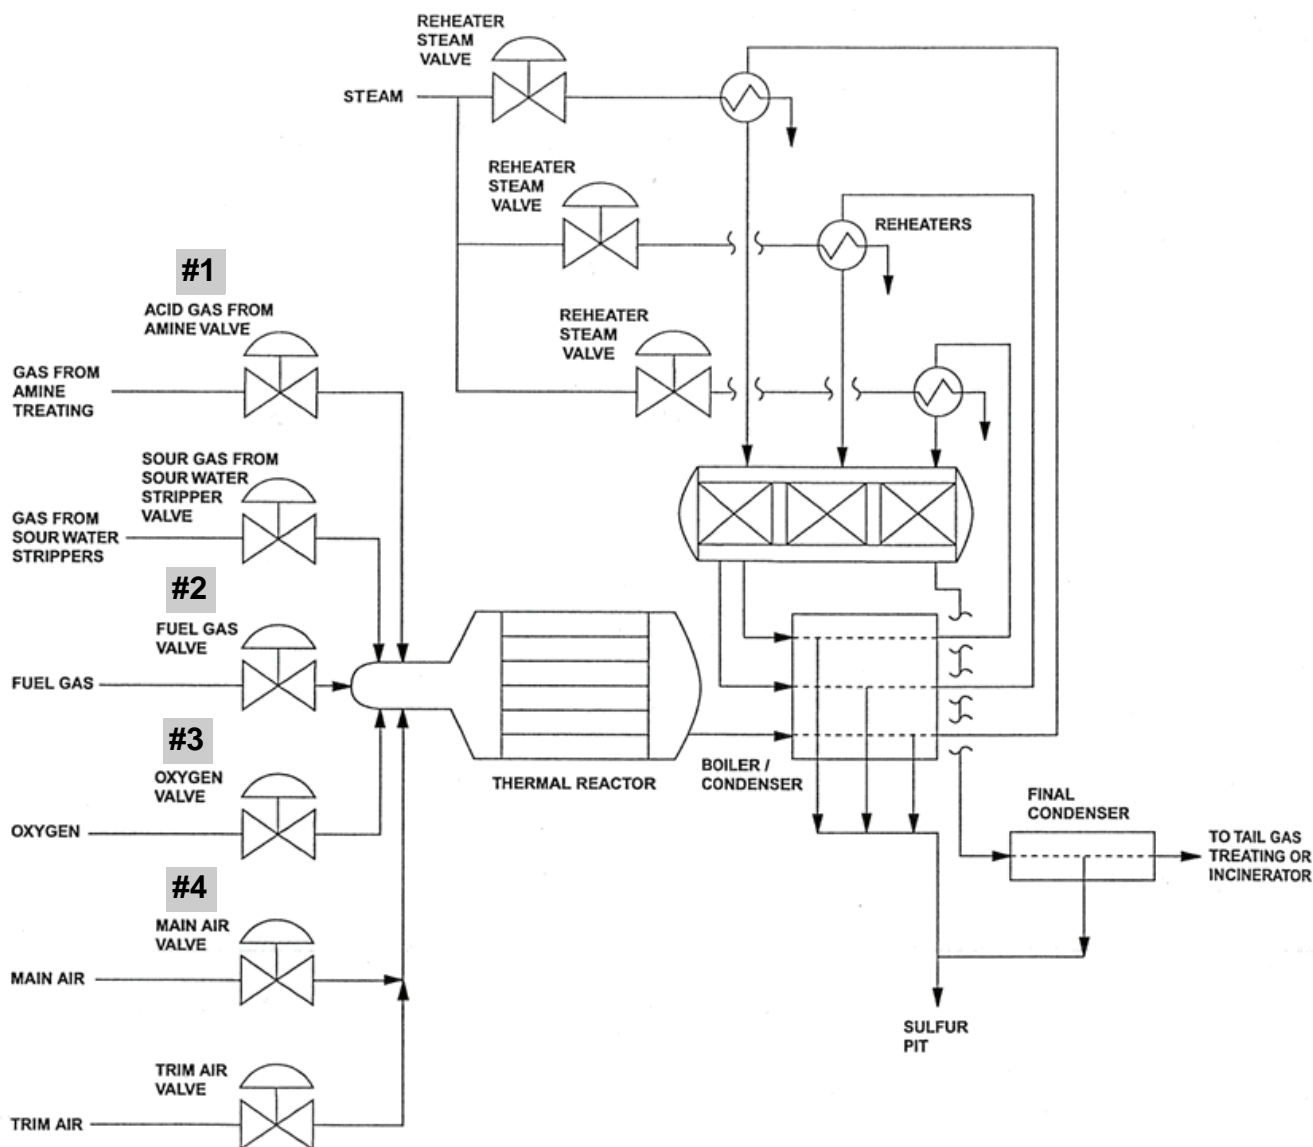 REHEATER
STEAM
VALVE
STEAM
REHEATER
STEAM
VALVE
REHEATERS
#1
ACID GAS FROM
AMINE VALVE
REHEATER
STEAM
VALVE
GAS FROM
AMINE
TREATING
SOUR GAS FROM
SOUR WATER
STRIPPER
VALVE
GAS FROM
SOUR WATER
STRIPPERS
#2
FUEL GAS
VALVE
FUEL GAS
#3
OXYGEN
VALVE
OXYGEN
THERMAL REACTOR
BOILER /
CONDENSER
FINAL
CONDENSER
TO TAIL GAS
TREATING OR
INCINERATOR
#4
MAIN AIR
VALVE
MAIN AIR
SULFUR
PIT
TRIM AIR
VALVE
TRIM AIR